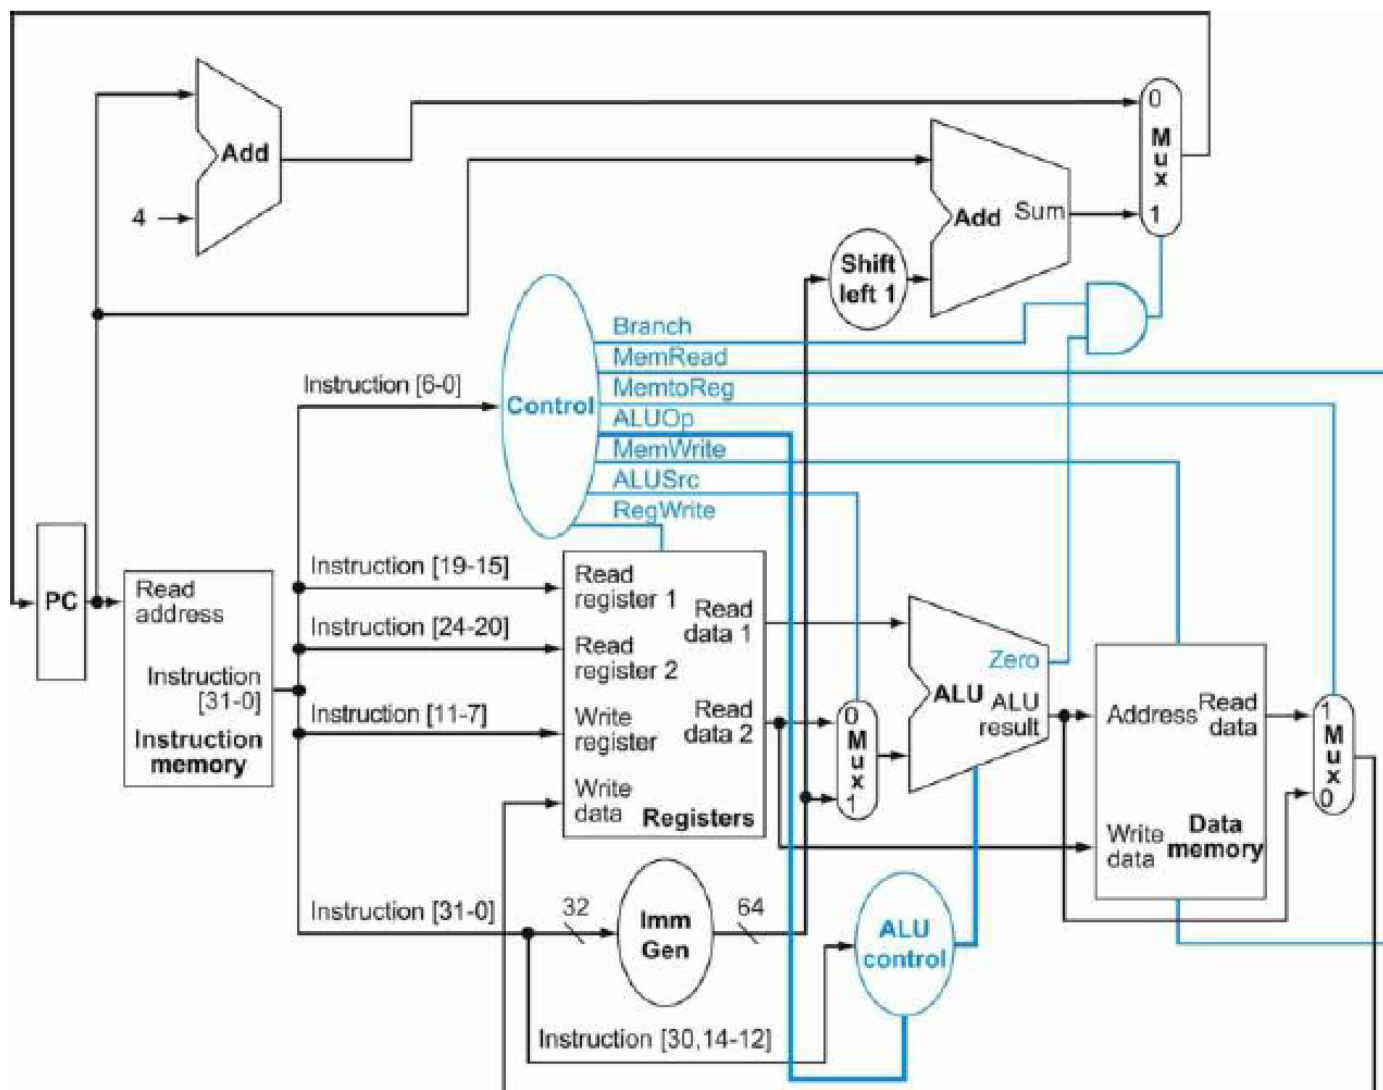 Add
4
0
M
u
x
1
Add Sum
Shift
left 1
Branch
MemRead
MemtoReg
ALUOp
MemWrite
ALUSrc
RegWrite
Control
Instruction [6-0]
Instruction [19-15]
Instruction [24-20]
Instruction [11-7]
Instruction [31-0]
PC
Read
address
Instruction
[31-0]
Instruction
memory
Read
register 1
Read
register 2
Write
register
Write
data
Read
data 1
Read
data 2
Registers
0
M
u
x
1
Zero
ALU
ALU
result
Address
Read
data
Write
data
Data
memory
1
M
u
x
0
32
Imm
Gen
64
ALU
control
Instruction [30,14-12]